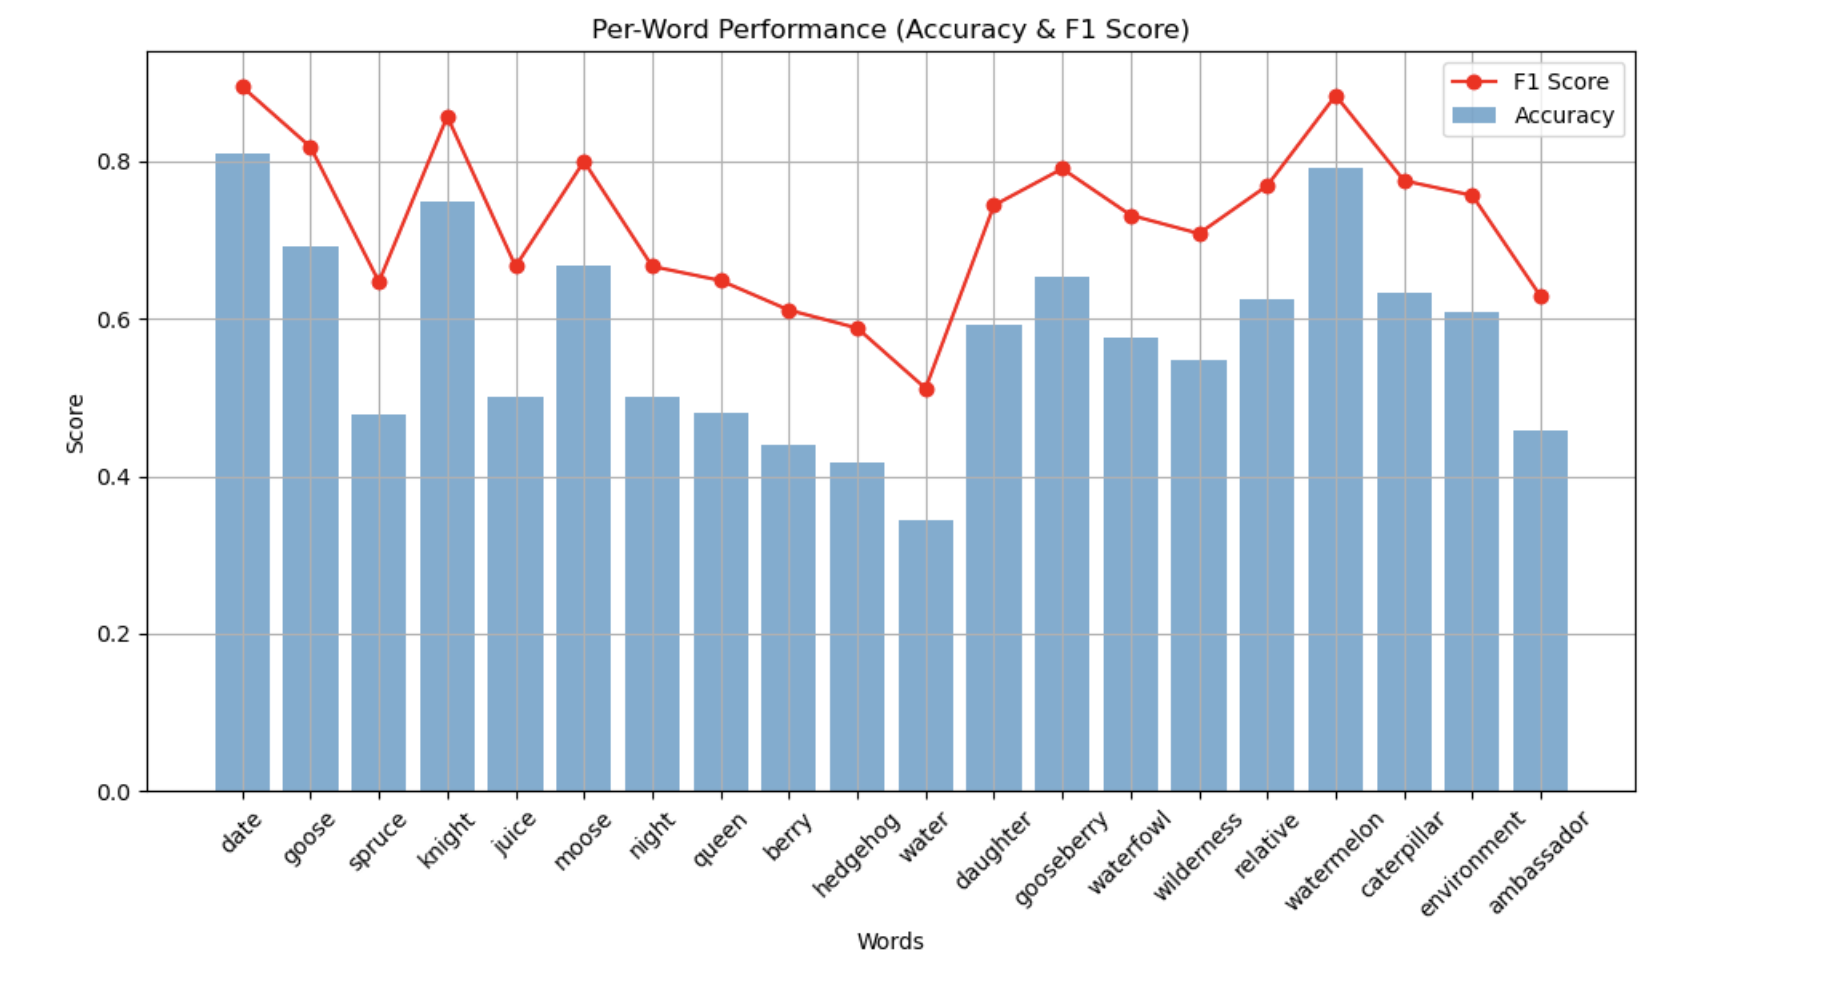 Per-Word Performance (Accuracy & F1 Score)
F1 Score
Accuracy
Score
0.8
0.6
0.4
0.2
0.0
date
goose
spruce
knight
juice
moose
night
queen
berry
hedgehog
water
daughter
gooseberry
waterfowl
wilderness
relative
watermelon
caterpillar
environment
ambassador
Words